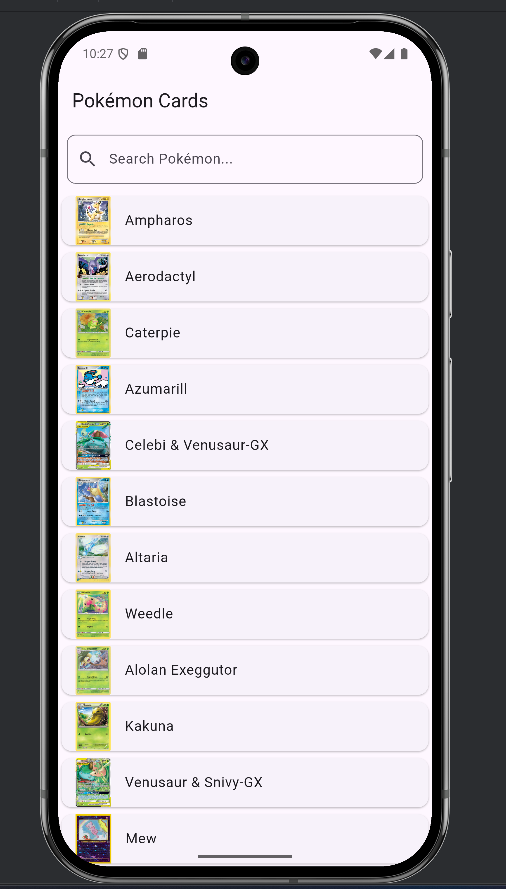 10:27
Pokémon Cards
Search Pokémon...
Ampharos
Aerodactyl
Caterpie
Azumarill
Celebi & Venusaur-GX
Blastoise
Altaria
Weedle
Alolan Exeggutor
Kakuna
Venusaur & Snivy-GX
Mew